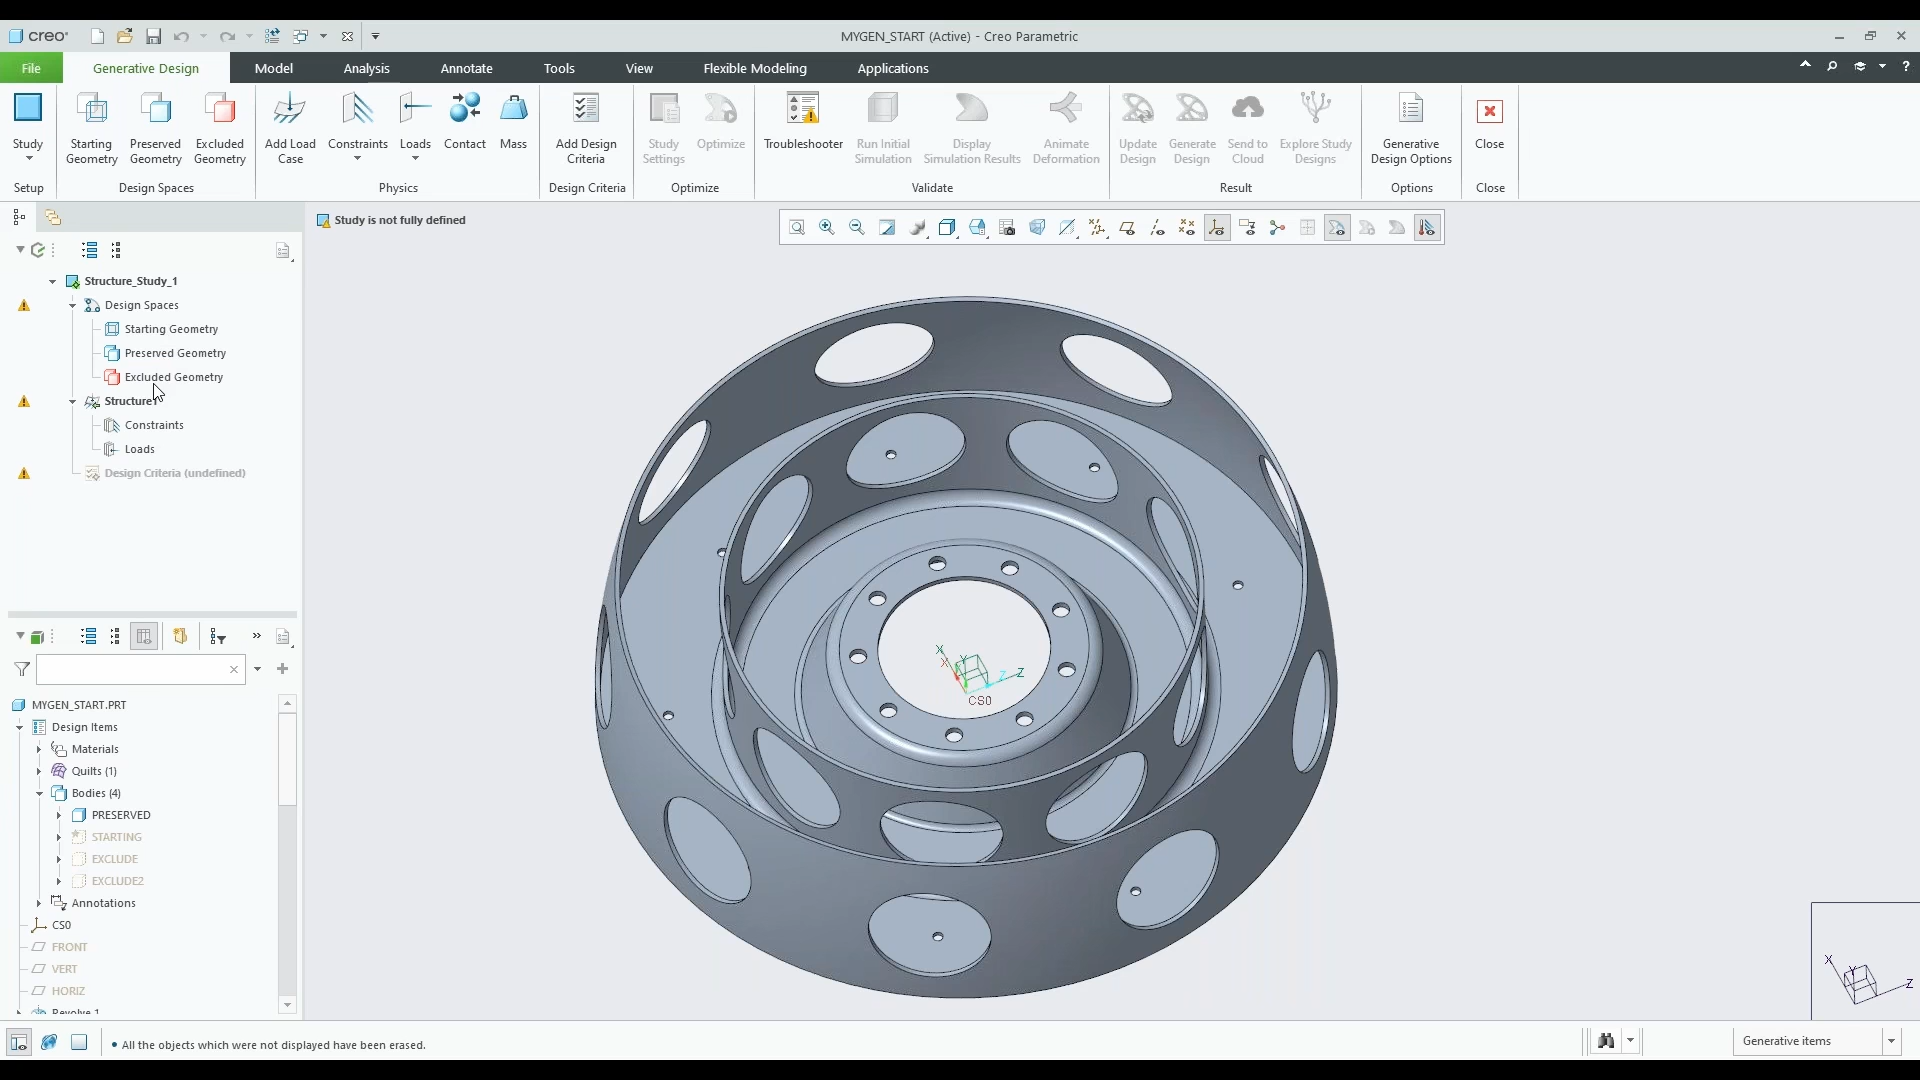 creo
MYGEN_START (Active) - Creo Parametric
File
Generative Design
Model
Analysis
Annotate
Tools
View
Flexible Modeling
Applications
?
Study
Starting Geometry
Preserved Geometry
Excluded Geometry
Add Load Case
Constraints
Loads
Contact
Mass
Add Design Criteria
Study Settings
Optimize
Troubleshooter
Run Initial Simulation
Display Simulation Results
Animate Deformation
Update Design
Generate Design
Send to Cloud
Explore Study Designs
Generative Design Options
Close
Setup
Design Spaces
Physics
Design Criteria
Optimize
Validate
Result
Options
Close
Study is not fully defined
Structure_Study_1
Design Spaces
Starting Geometry
Preserved Geometry
Excluded Geometry
Structure1
Constraints
Loads
Design Criteria (undefined)
MYGEN_START.PRT
Design Items
Materials
Quilts (1)
Bodies (4)
PRESERVED
STARTING
EXCLUDE
EXCLUDE2
Annotations
CS0
FRONT
VERT
HORIZ
Revolve 1
X
X
Y
Z
Z
CS0
X
Y
Z
• All the objects which were not displayed have been erased.
Generative items